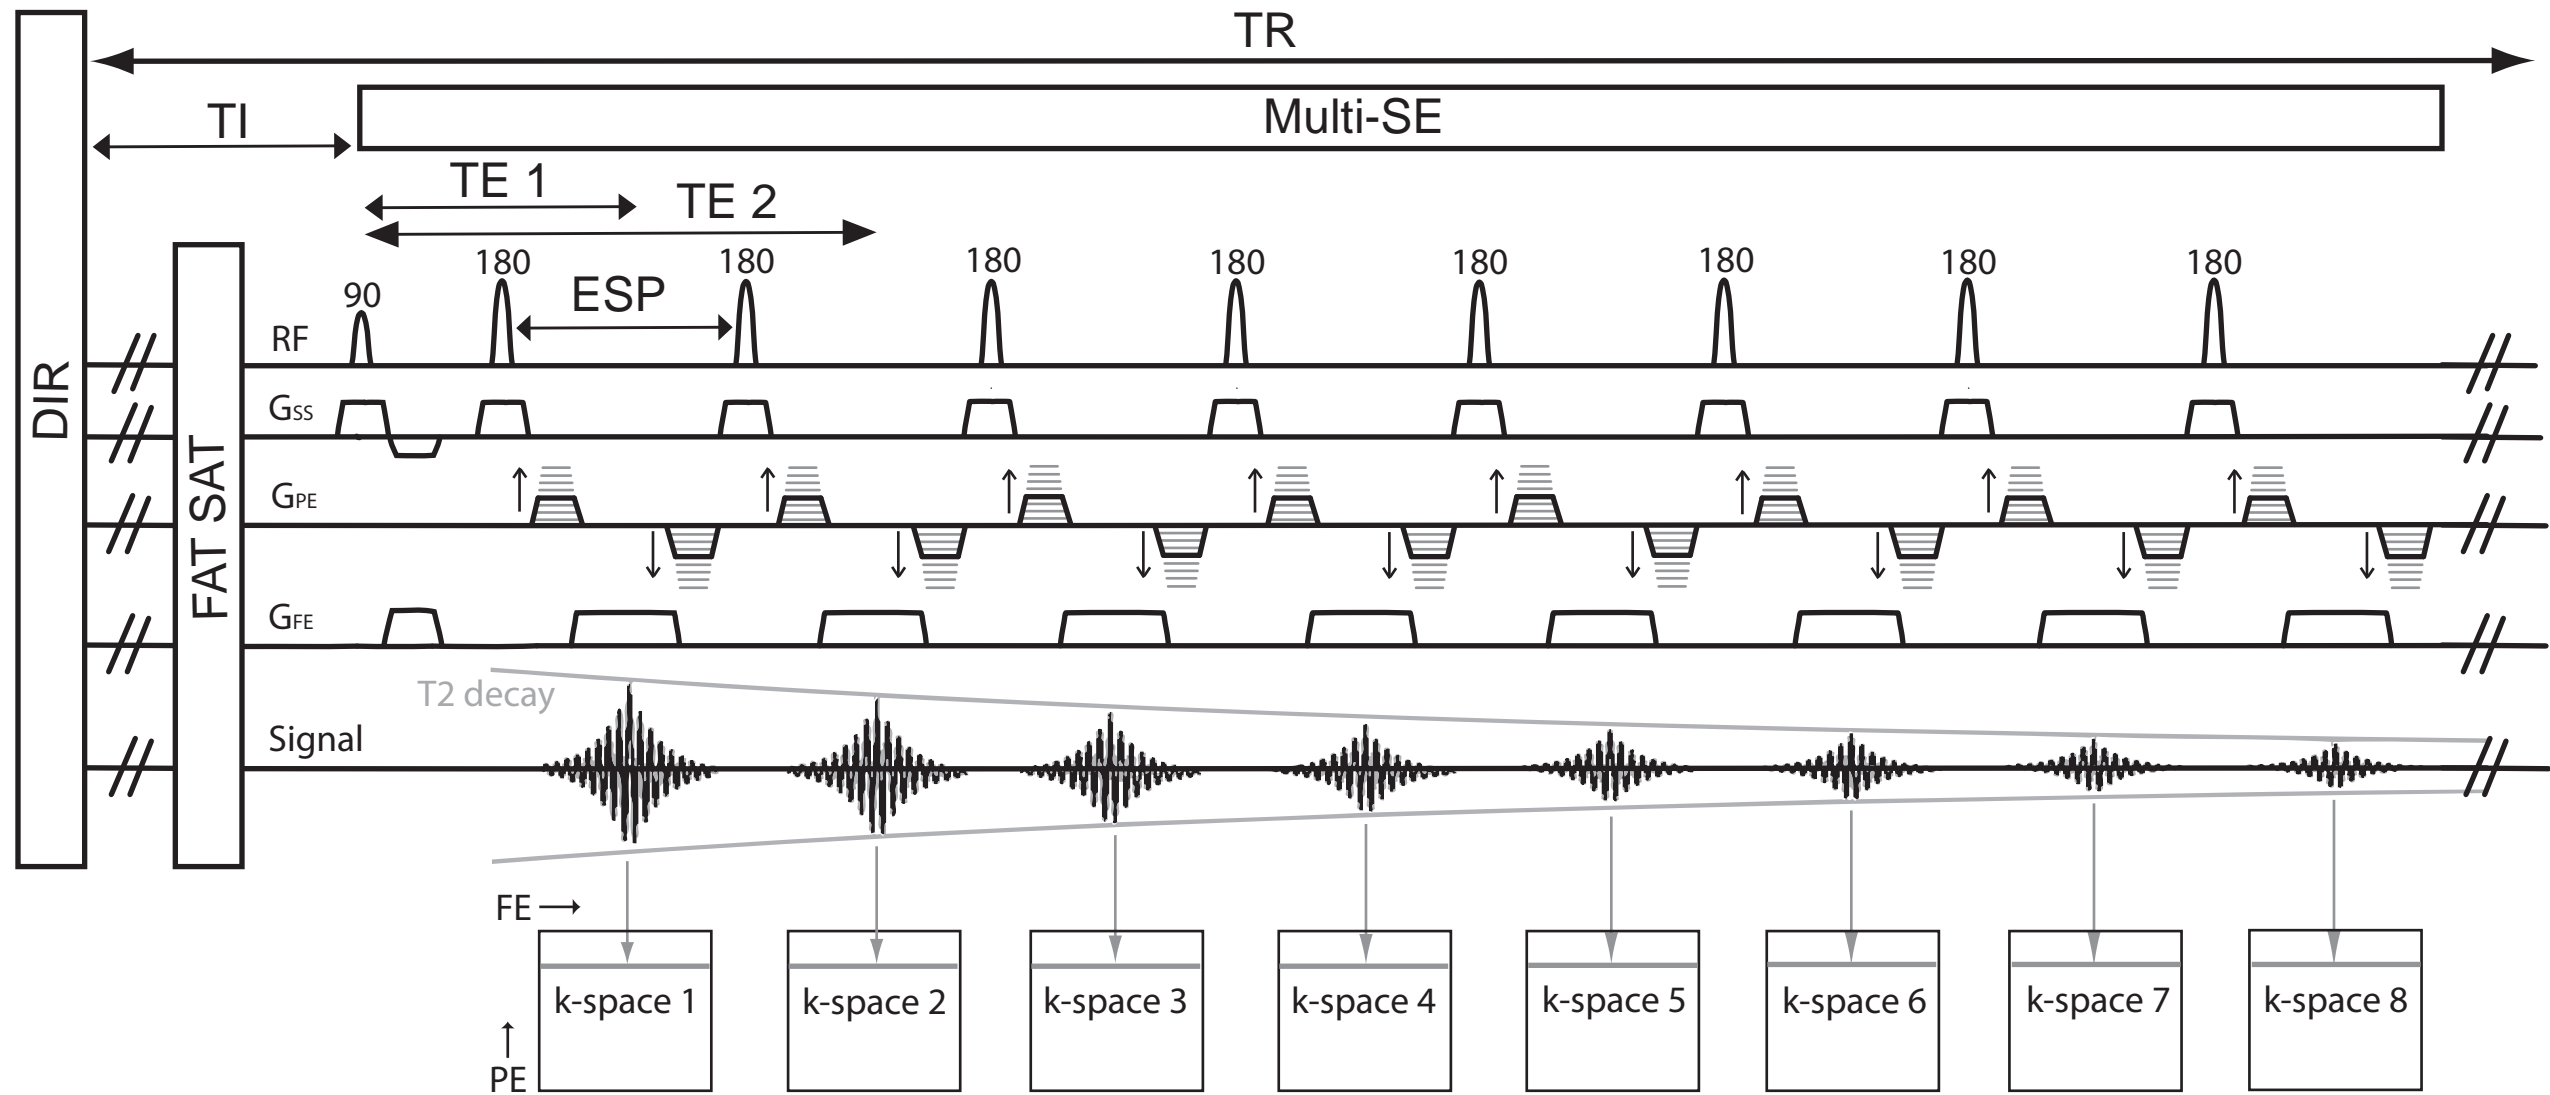 TR
Multi-SE
TI
TE 1
TE 2
DIR
FAT SAT
180 180 180 180 180 180 180 180
90
ESP
RF
GSS
GPE
GFE
T2 decay
Signal
FE
k-space 1 k-space 2 k-space 3 k-space 4 k-space 5 k-space 6 k-space 7 k-space 8
PE